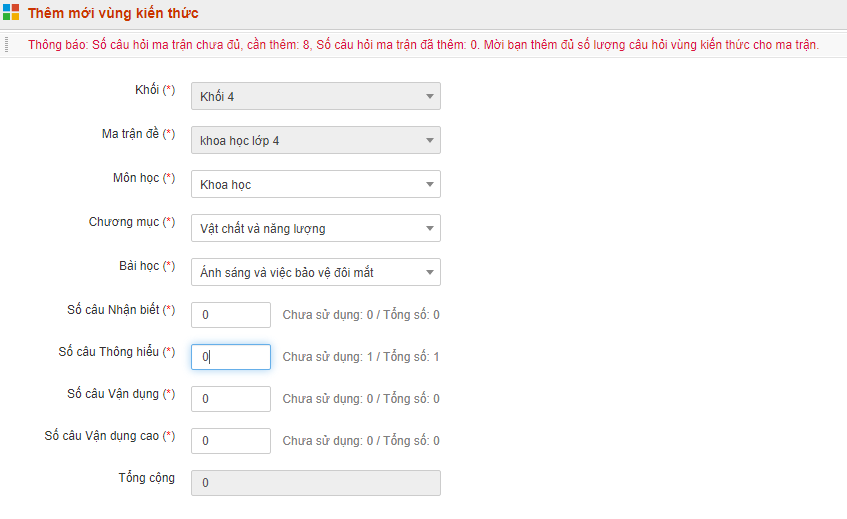 Thêm mới vùng kiến thức
Thông báo: Số câu hỏi ma trận chưa đủ, cần thêm: 8, Số câu hỏi ma trận đã thêm: 0. Mời bạn thêm đủ số lượng câu hỏi vùng kiến thức cho ma trận.
Khối (*) Khối 4
Ma trận đề (*) khoa học lớp 4
Môn học (*) Khoa học
Chương mục (*) Vật chất và năng lượng
Bài học (*) Ánh sáng và việc bảo vệ đôi mắt
Số câu Nhận biết (*) 0 Chưa sử dụng: 0 / Tổng số: 0
Số câu Thông hiểu (*) 0 Chưa sử dụng: 1 / Tổng số: 1
Số câu Vận dụng (*) 0 Chưa sử dụng: 0 / Tổng số: 0
Số câu Vận dụng cao (*) 0 Chưa sử dụng: 0 / Tổng số: 0
Tổng cộng 0